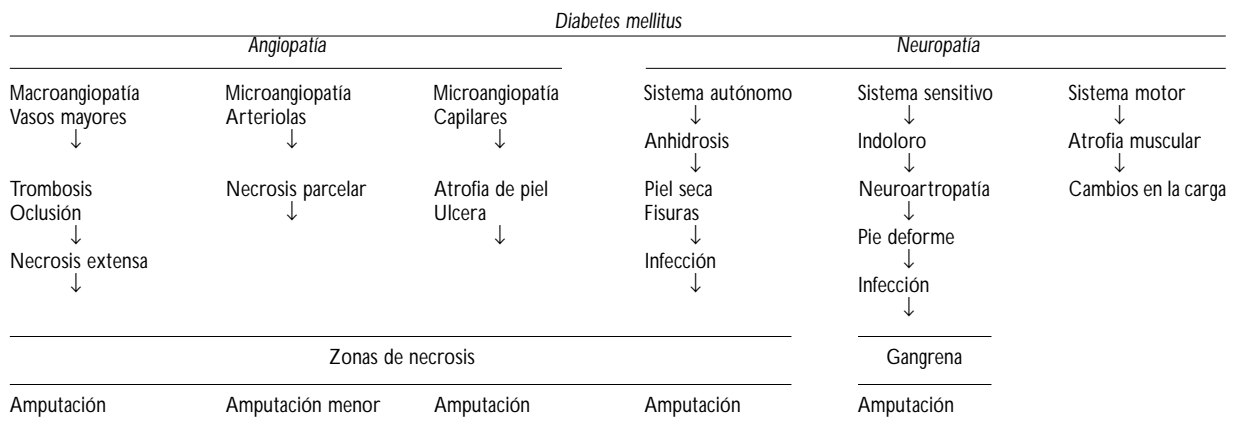 Diabetes mellitus
Angiopatía Neuropatía
Macroangiopatía Microangiopatía Microangiopatía Sistema autónomo Sistema sensitivo Sistema motor
Vasos mayores Arteriolas Capilares ↓ ↓ ↓
↓ ↓ ↓ Anhidrosis Indoloro Atrofia muscular
↓ ↓ ↓
Trombosis Necrosis parcelar Atrofia de piel Piel seca Neuroartropatía Cambios en la carga
Oclusión ↓ Ulcera Fisuras ↓
↓ ↓ ↓ Pie deforme
Necrosis extensa Infección ↓
↓ ↓ Infección
↓
Zonas de necrosis Gangrena
Amputación Amputación menor Amputación Amputación Amputación